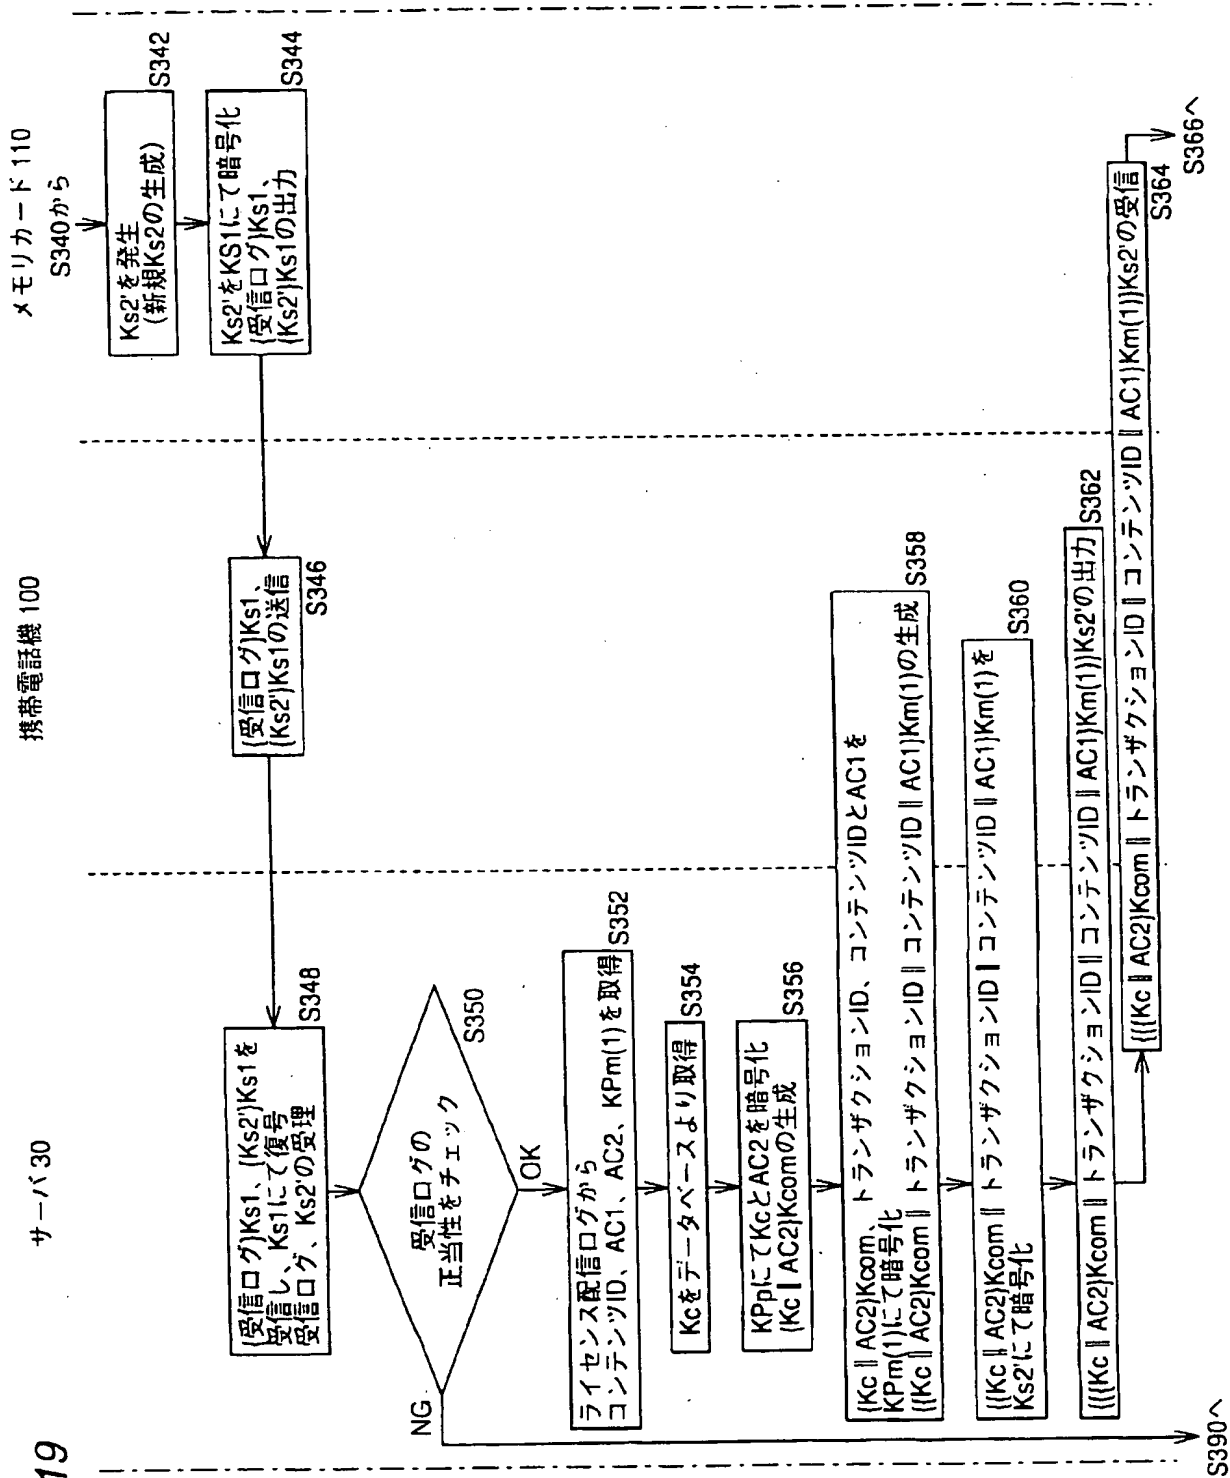 19
サーバ 30
携帯電話機 100
メモリカード 110
S340から
Ks2'を発生
(新規Ks2の生成)
S342
Ks2'をKS1にて暗号化
{受信ログ}Ks1、
{Ks2'}Ks1の出力
S344
{受信ログ}Ks1、
{Ks2'}Ks1の送信
S346
{受信ログ}Ks1、{Ks2'}Ks1を
受信し、Ks1にて復号
受信ログ、Ks2'の受理
S348
受信ログの
正当性をチェック
S350
NG
OK
ライセンス配信ログから
コンテンツID、AC1、AC2、KPm(1)を取得
S352
Kcをデータベースより取得
S354
KPpにてKcとAC2を暗号化
{Kc‖AC2}Kcomの生成
S356
{Kc‖AC2}Kcom、トランザクションID、コンテンツIDとAC1を
KPm(1)にて暗号化
{{Kc‖AC2}Kcom‖トランザクションID‖コンテンツID‖AC1}Km(1)の生成
S358
{{Kc‖AC2}Kcom‖トランザクションID‖コンテンツID‖AC1}Km(1)を
Ks2'にて暗号化
S360
{{{Kc‖AC2}Kcom‖トランザクションID‖コンテンツID‖AC1}Km(1)}Ks2'の出力
S362
{{{Kc‖AC2}Kcom‖トランザクションID‖コンテンツID‖AC1}Km(1)}Ks2'の受信
S364
S366へ
S390へ